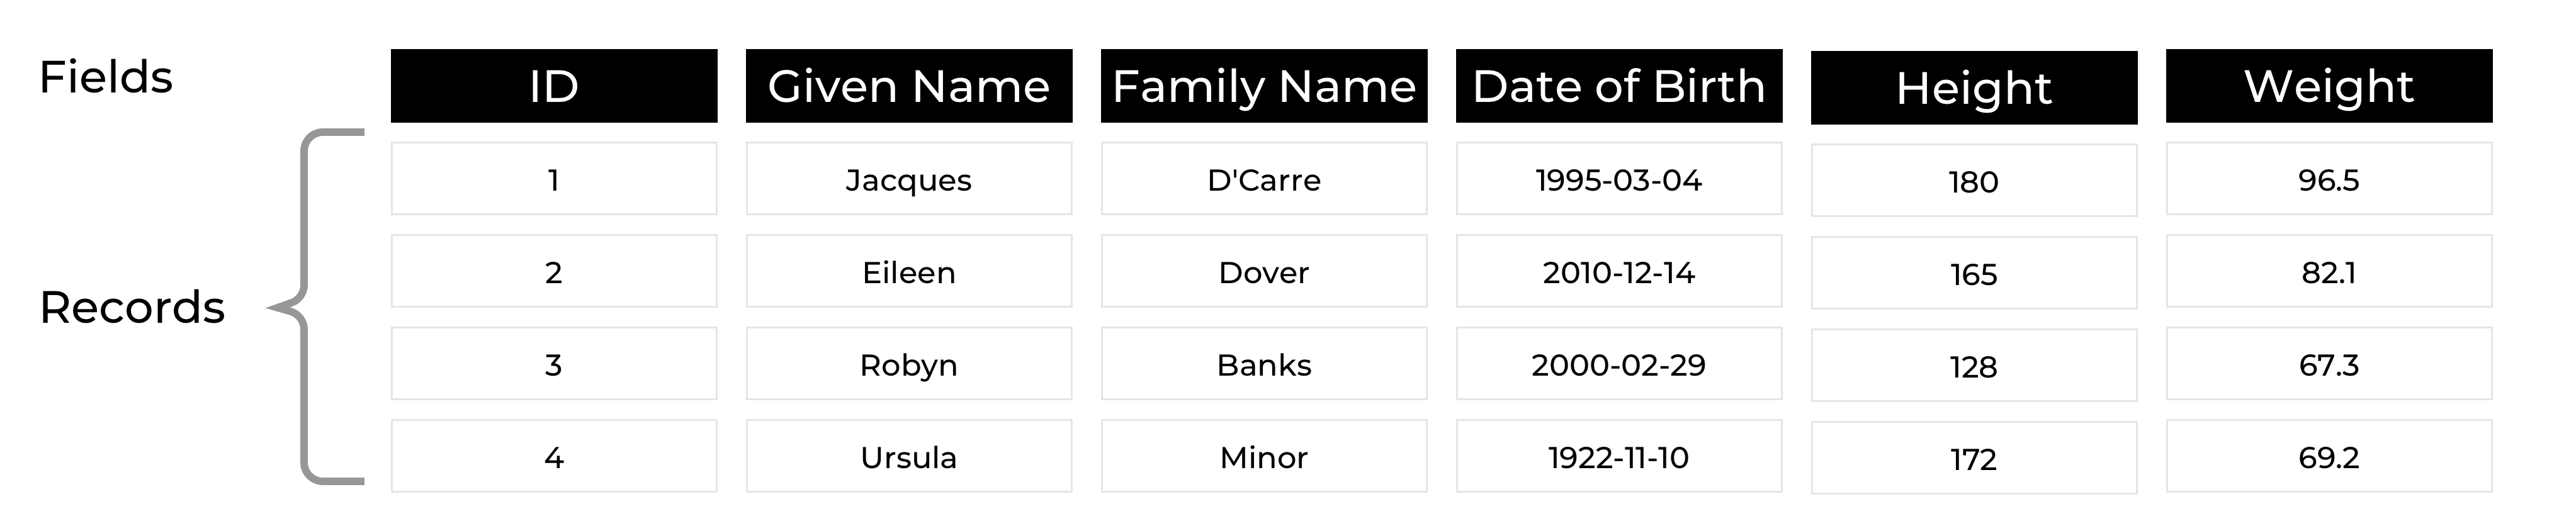 Fields ID Given Name Family Name Date of Birth Height Weight
1 Jacques D'Carre 1995-03-04 180 96.5
2 Eileen Dover 2010-12-14 165 82.1
Records
3 Robyn Banks 2000-02-29 128 67.3
4 Ursula Minor 1922-11-10 172 69.2